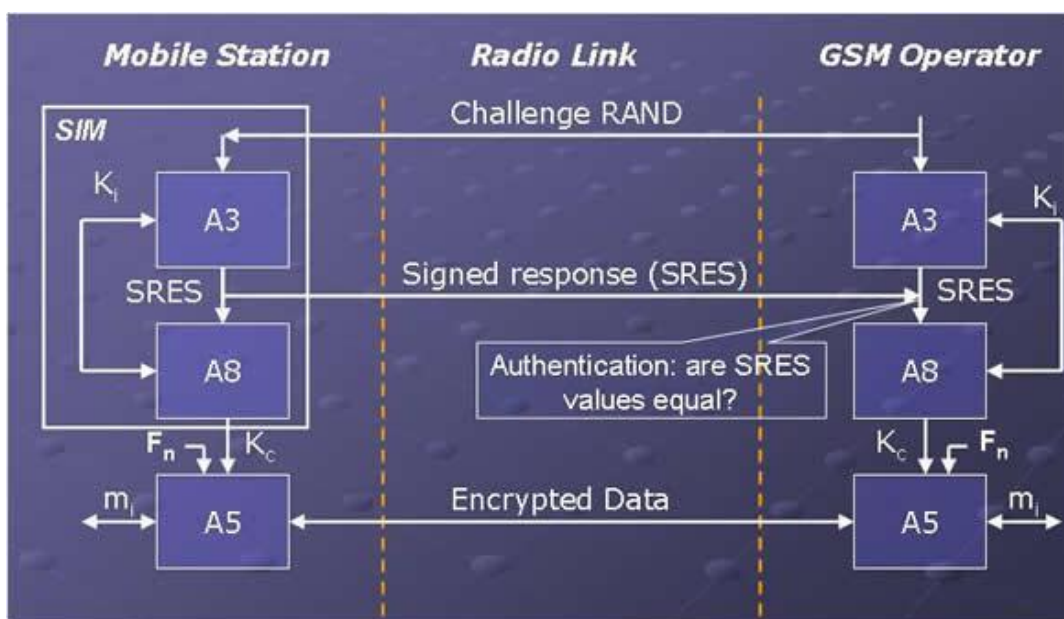 Mobile Station
Radio Link
GSM Operator
Challenge RAND
SIM
Ki
A3
Ki
A3
Signed response (SRES)
SRES
SRES
Authentication: are SRES
values equal?
A8
A8
Fn
Kc
Kc
Fn
mi
A5
Encrypted Data
A5
mi